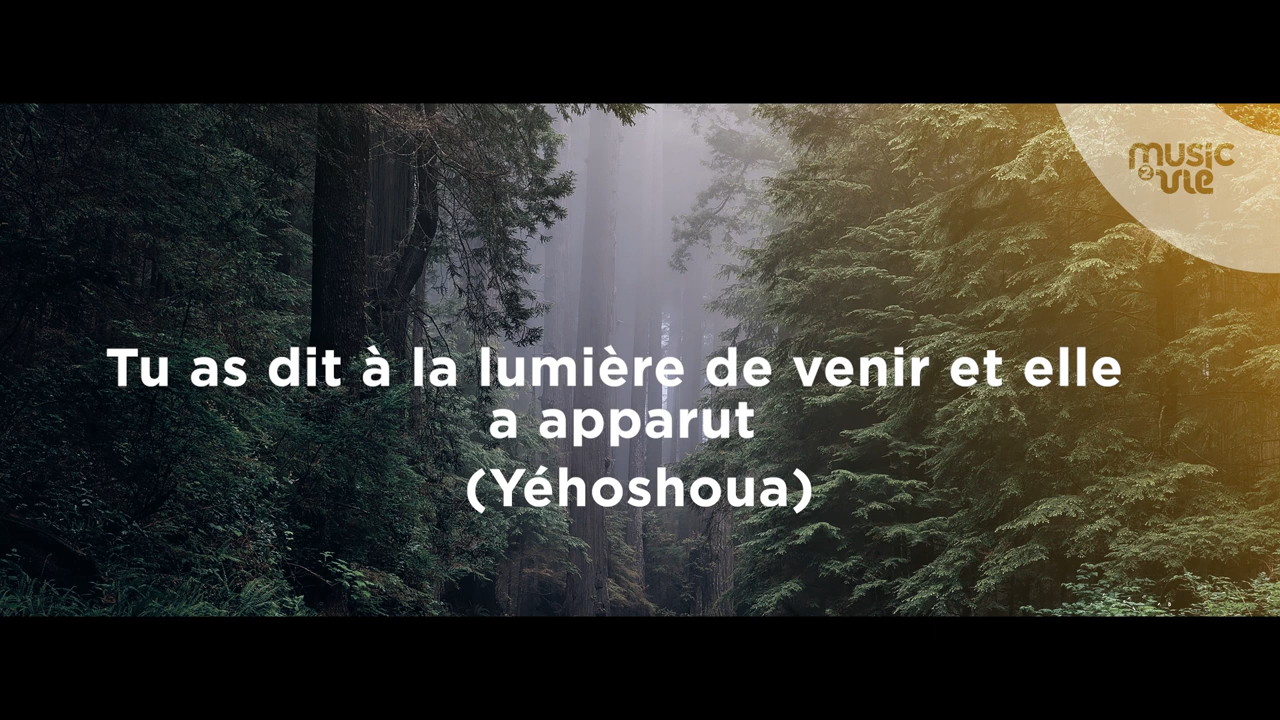 music
2 vie
Tu as dit à la lumière de venir et elle
a apparut
(Yéhoshoua)